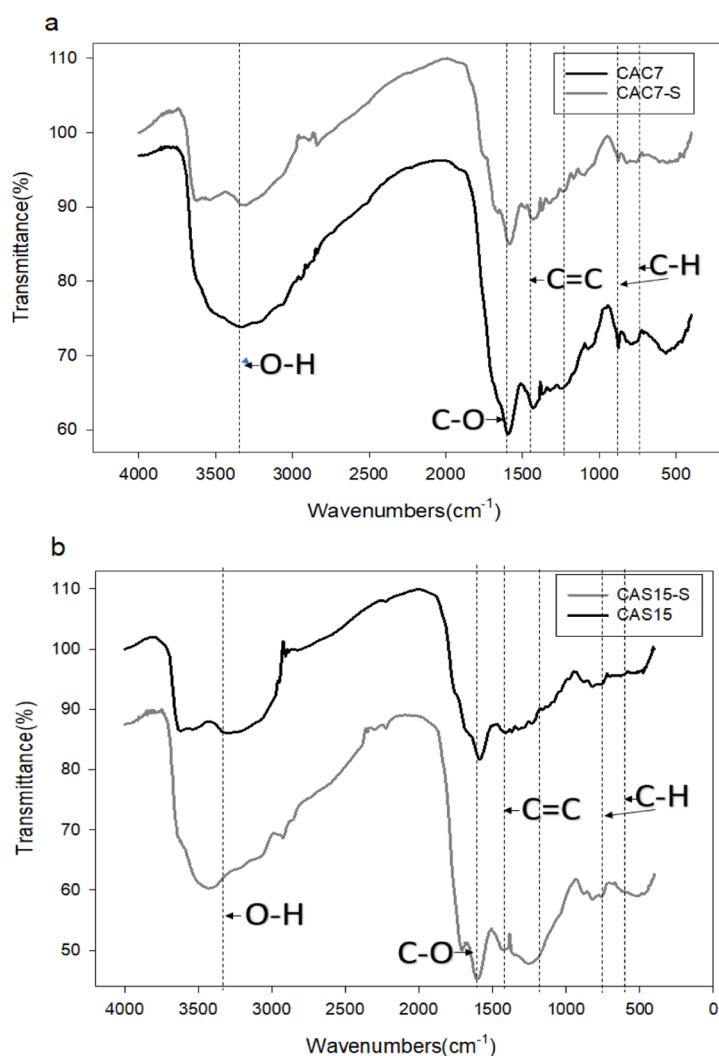 a
110
100
90
80
70
60
Transmittance(%)
CAC7
CAC7-S
C-H
C=C
O-H
C-O
4000 3500 3000 2500 2000 1500 1000 500
Wavenumbers(cm⁻¹)
b
110
100
90
80
70
60
50
Transmittance(%)
CAS15-S
CAS15
C-H
C=C
O-H
C-O
4000 3500 3000 2500 2000 1500 1000 500 0
Wavenumbers(cm⁻¹)